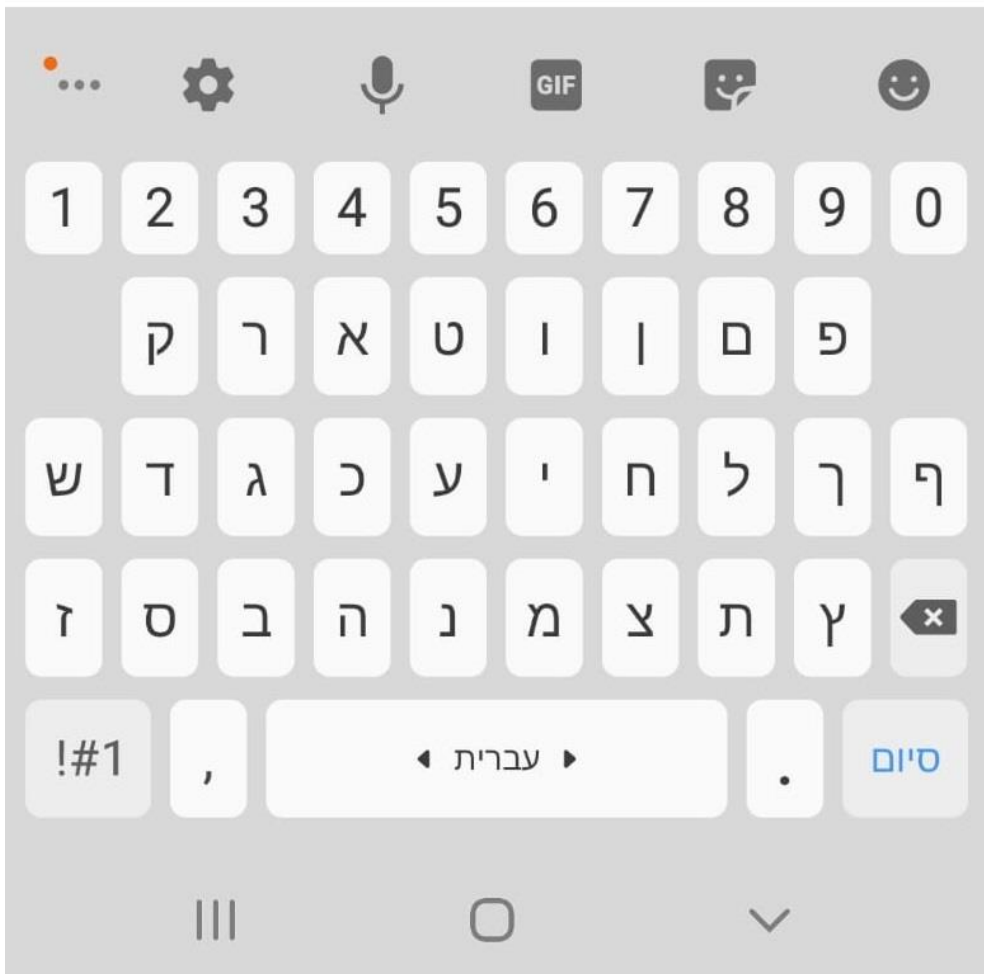 GIF
1 2 3 4 5 6 7 8 9 0
ק ר א ט ו ן ם פ
ש ד ג כ ע י ח ל ך ף
ז ס ב ה נ מ צ ת ץ
!#1 , עברית . סיום